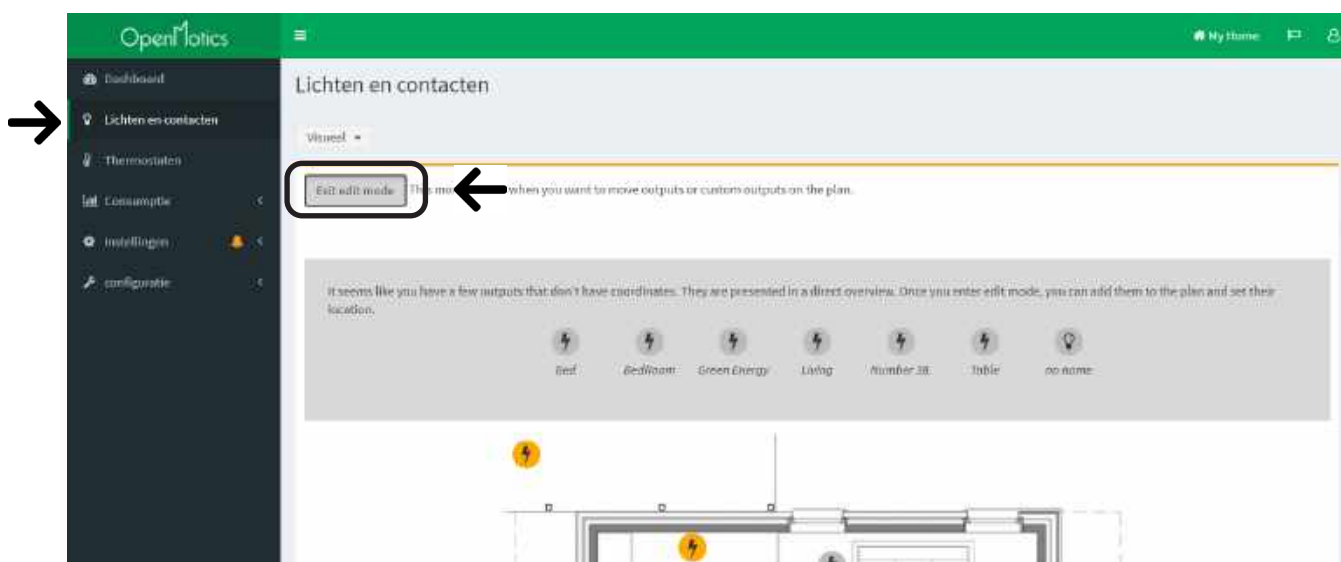 OpenMotics
My Home
Dashboard
Lichten en contacten
Thermostaten
Consumptie
Instellingen
configuratie
Lichten en contacten
Visueel
Exit edit mode
This when you want to move outputs or custom outputs on the plan.
It seems like you have a few outputs that don't have coordinates. They are presented in a direct overview. Once you enter edit mode, you can add them to the plan and set their
location.
Bed BedRoom Green Energy Living Number 38 Table no name